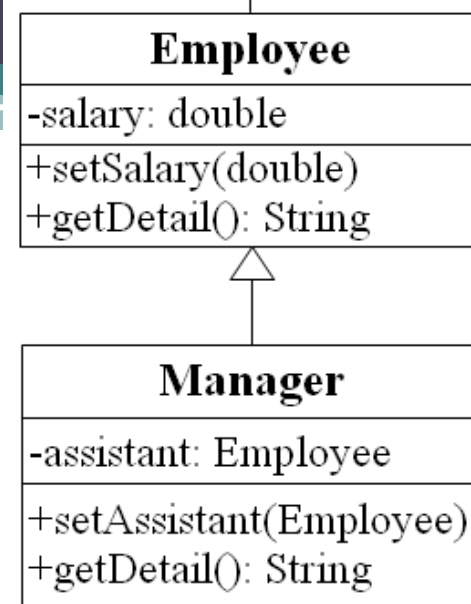 Employee
-salary: double
+setSalary(double)
+getDetail(): String
Manager
-assistant: Employee
+setAssistant(Employee)
+getDetail(): String